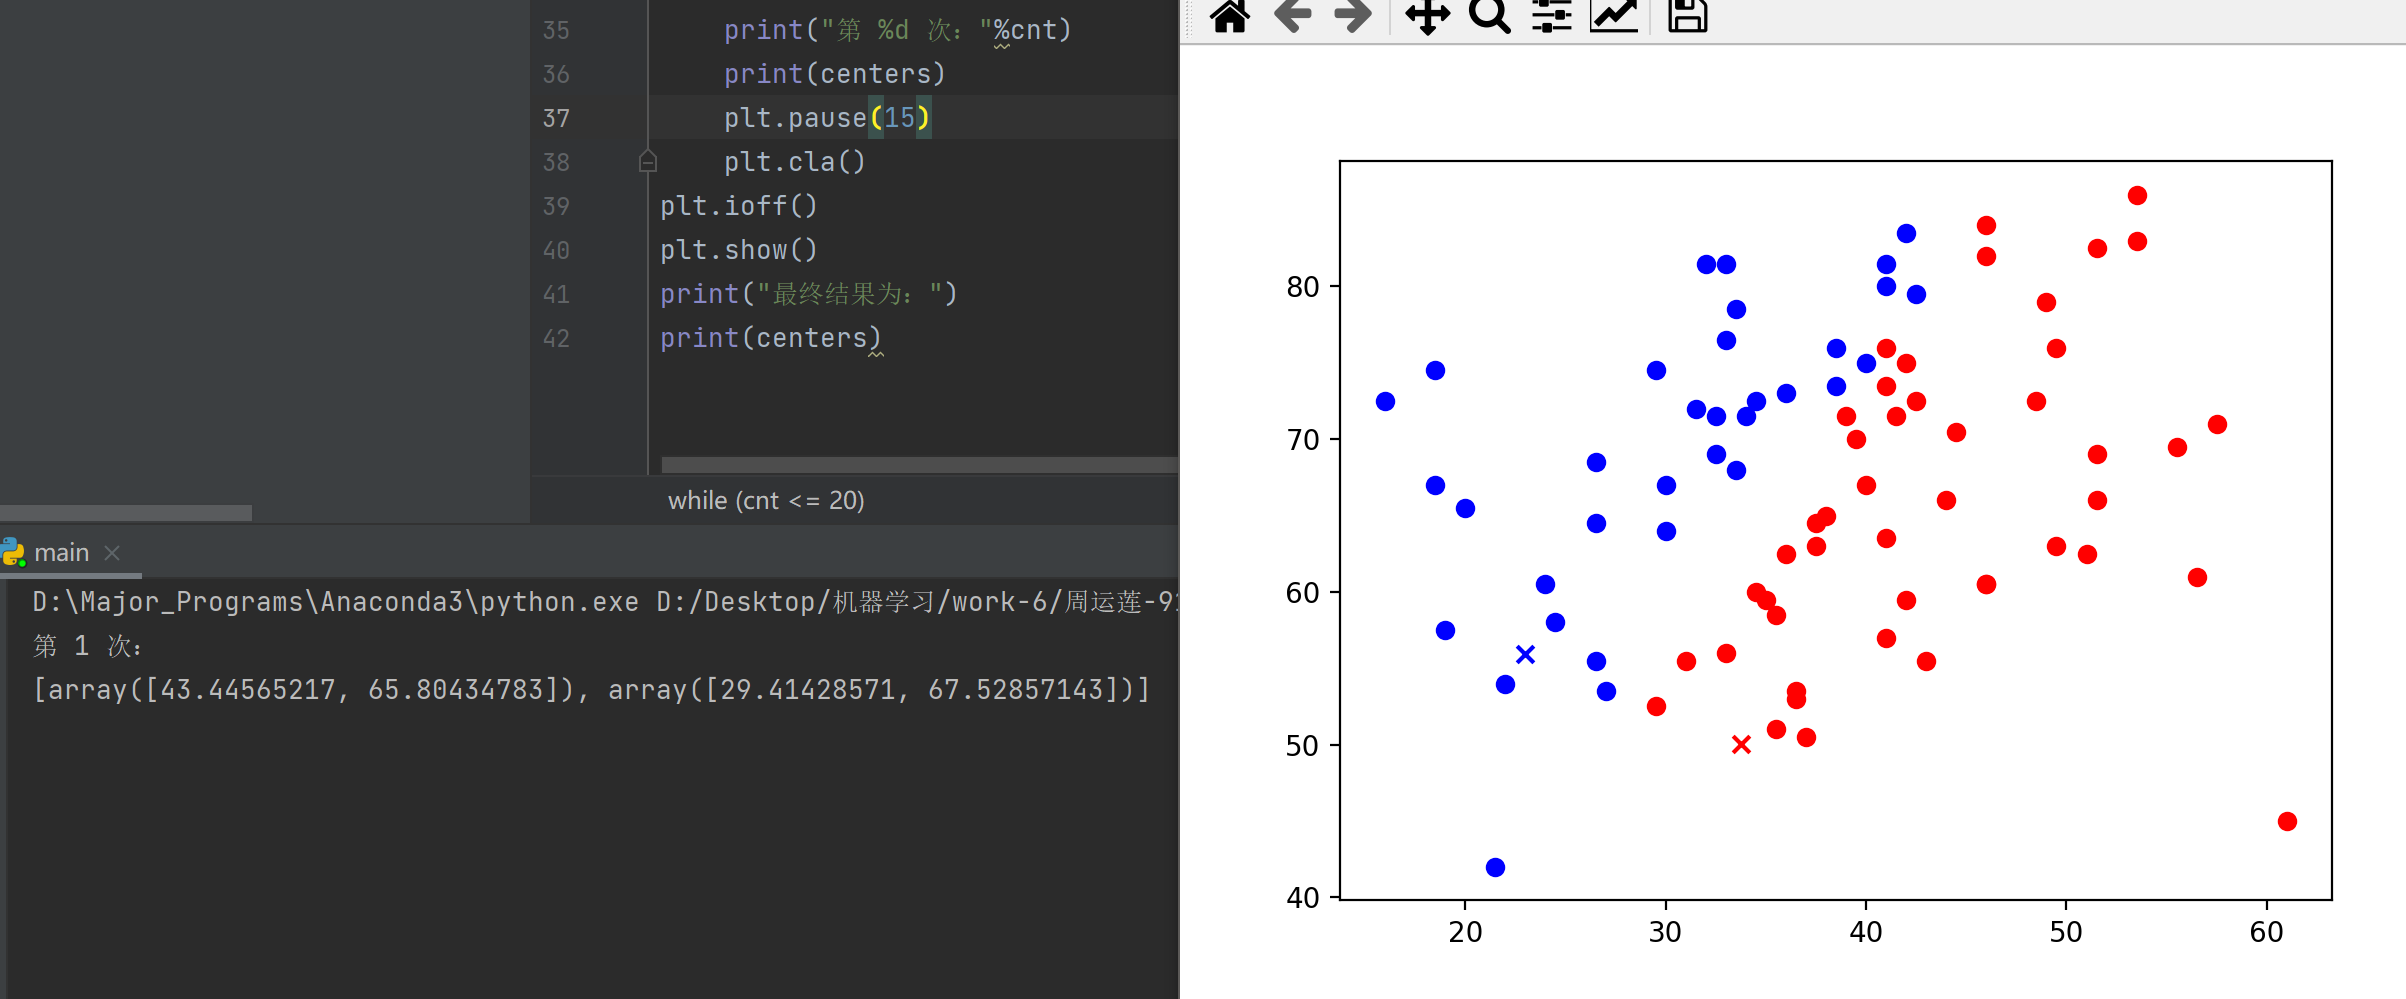 35 print("第 %d 次："%cnt)
36 print(centers)
37 plt.pause(15)
38 plt.cla()
39 plt.ioff()
40 plt.show()
41 print("最终结果为：")
42 print(centers)
while (cnt <= 20)
main
D:\Major_Programs\Anaconda3\python.exe D:/Desktop/机器学习/work-6/周运莲-91
第 1 次：
[array([43.44565217, 65.80434783]), array([29.41428571, 67.52857143])]
80
70
60
50
40
20 30 40 50 60